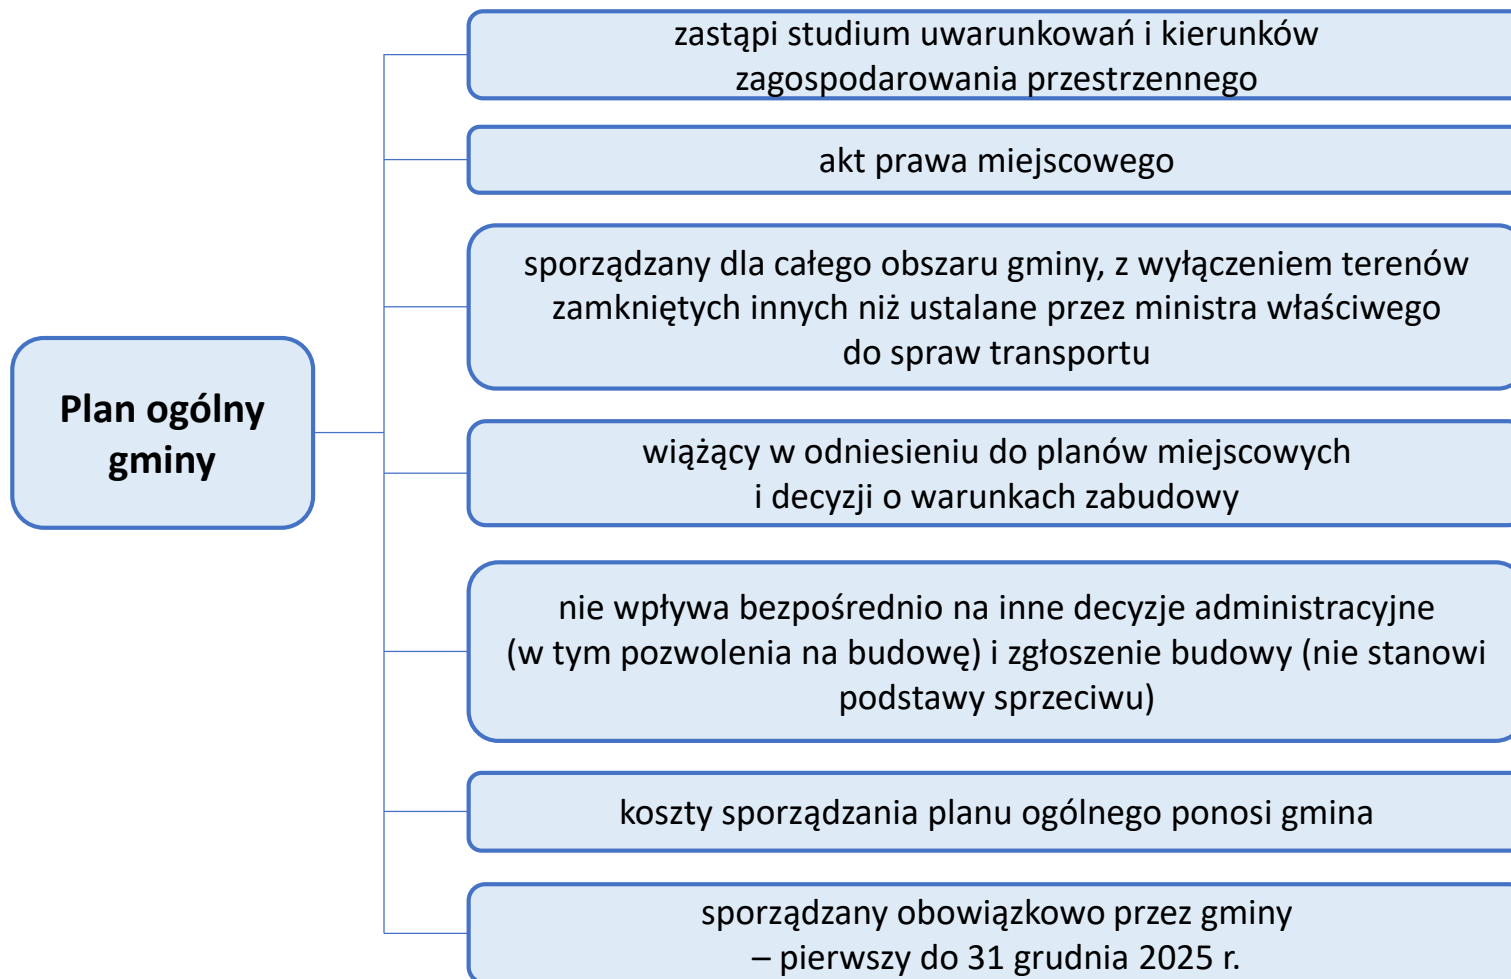 Plan ogólny
gminy
zastąpi studium uwarunkowań i kierunków
zagospodarowania przestrzennego
akt prawa miejscowego
sporządzany dla całego obszaru gminy, z wyłączeniem terenów
zamkniętych innych niż ustalane przez ministra właściwego
do spraw transportu
wiążący w odniesieniu do planów miejscowych
i decyzji o warunkach zabudowy
nie wpływa bezpośrednio na inne decyzje administracyjne
(w tym pozwolenia na budowę) i zgłoszenie budowy (nie stanowi
podstawy sprzeciwu)
koszty sporządzania planu ogólnego ponosi gmina
sporządzany obowiązkowo przez gminy
– pierwszy do 31 grudnia 2025 r.